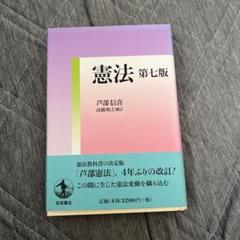 憲法 第七版
芦部信喜
高橋和之補訂
憲法教科書の決定版
「芦部憲法」、4年ぶりの改訂!
この間に生じた憲法変動を織り込む
岩波書店
定価(本体3200円+税)